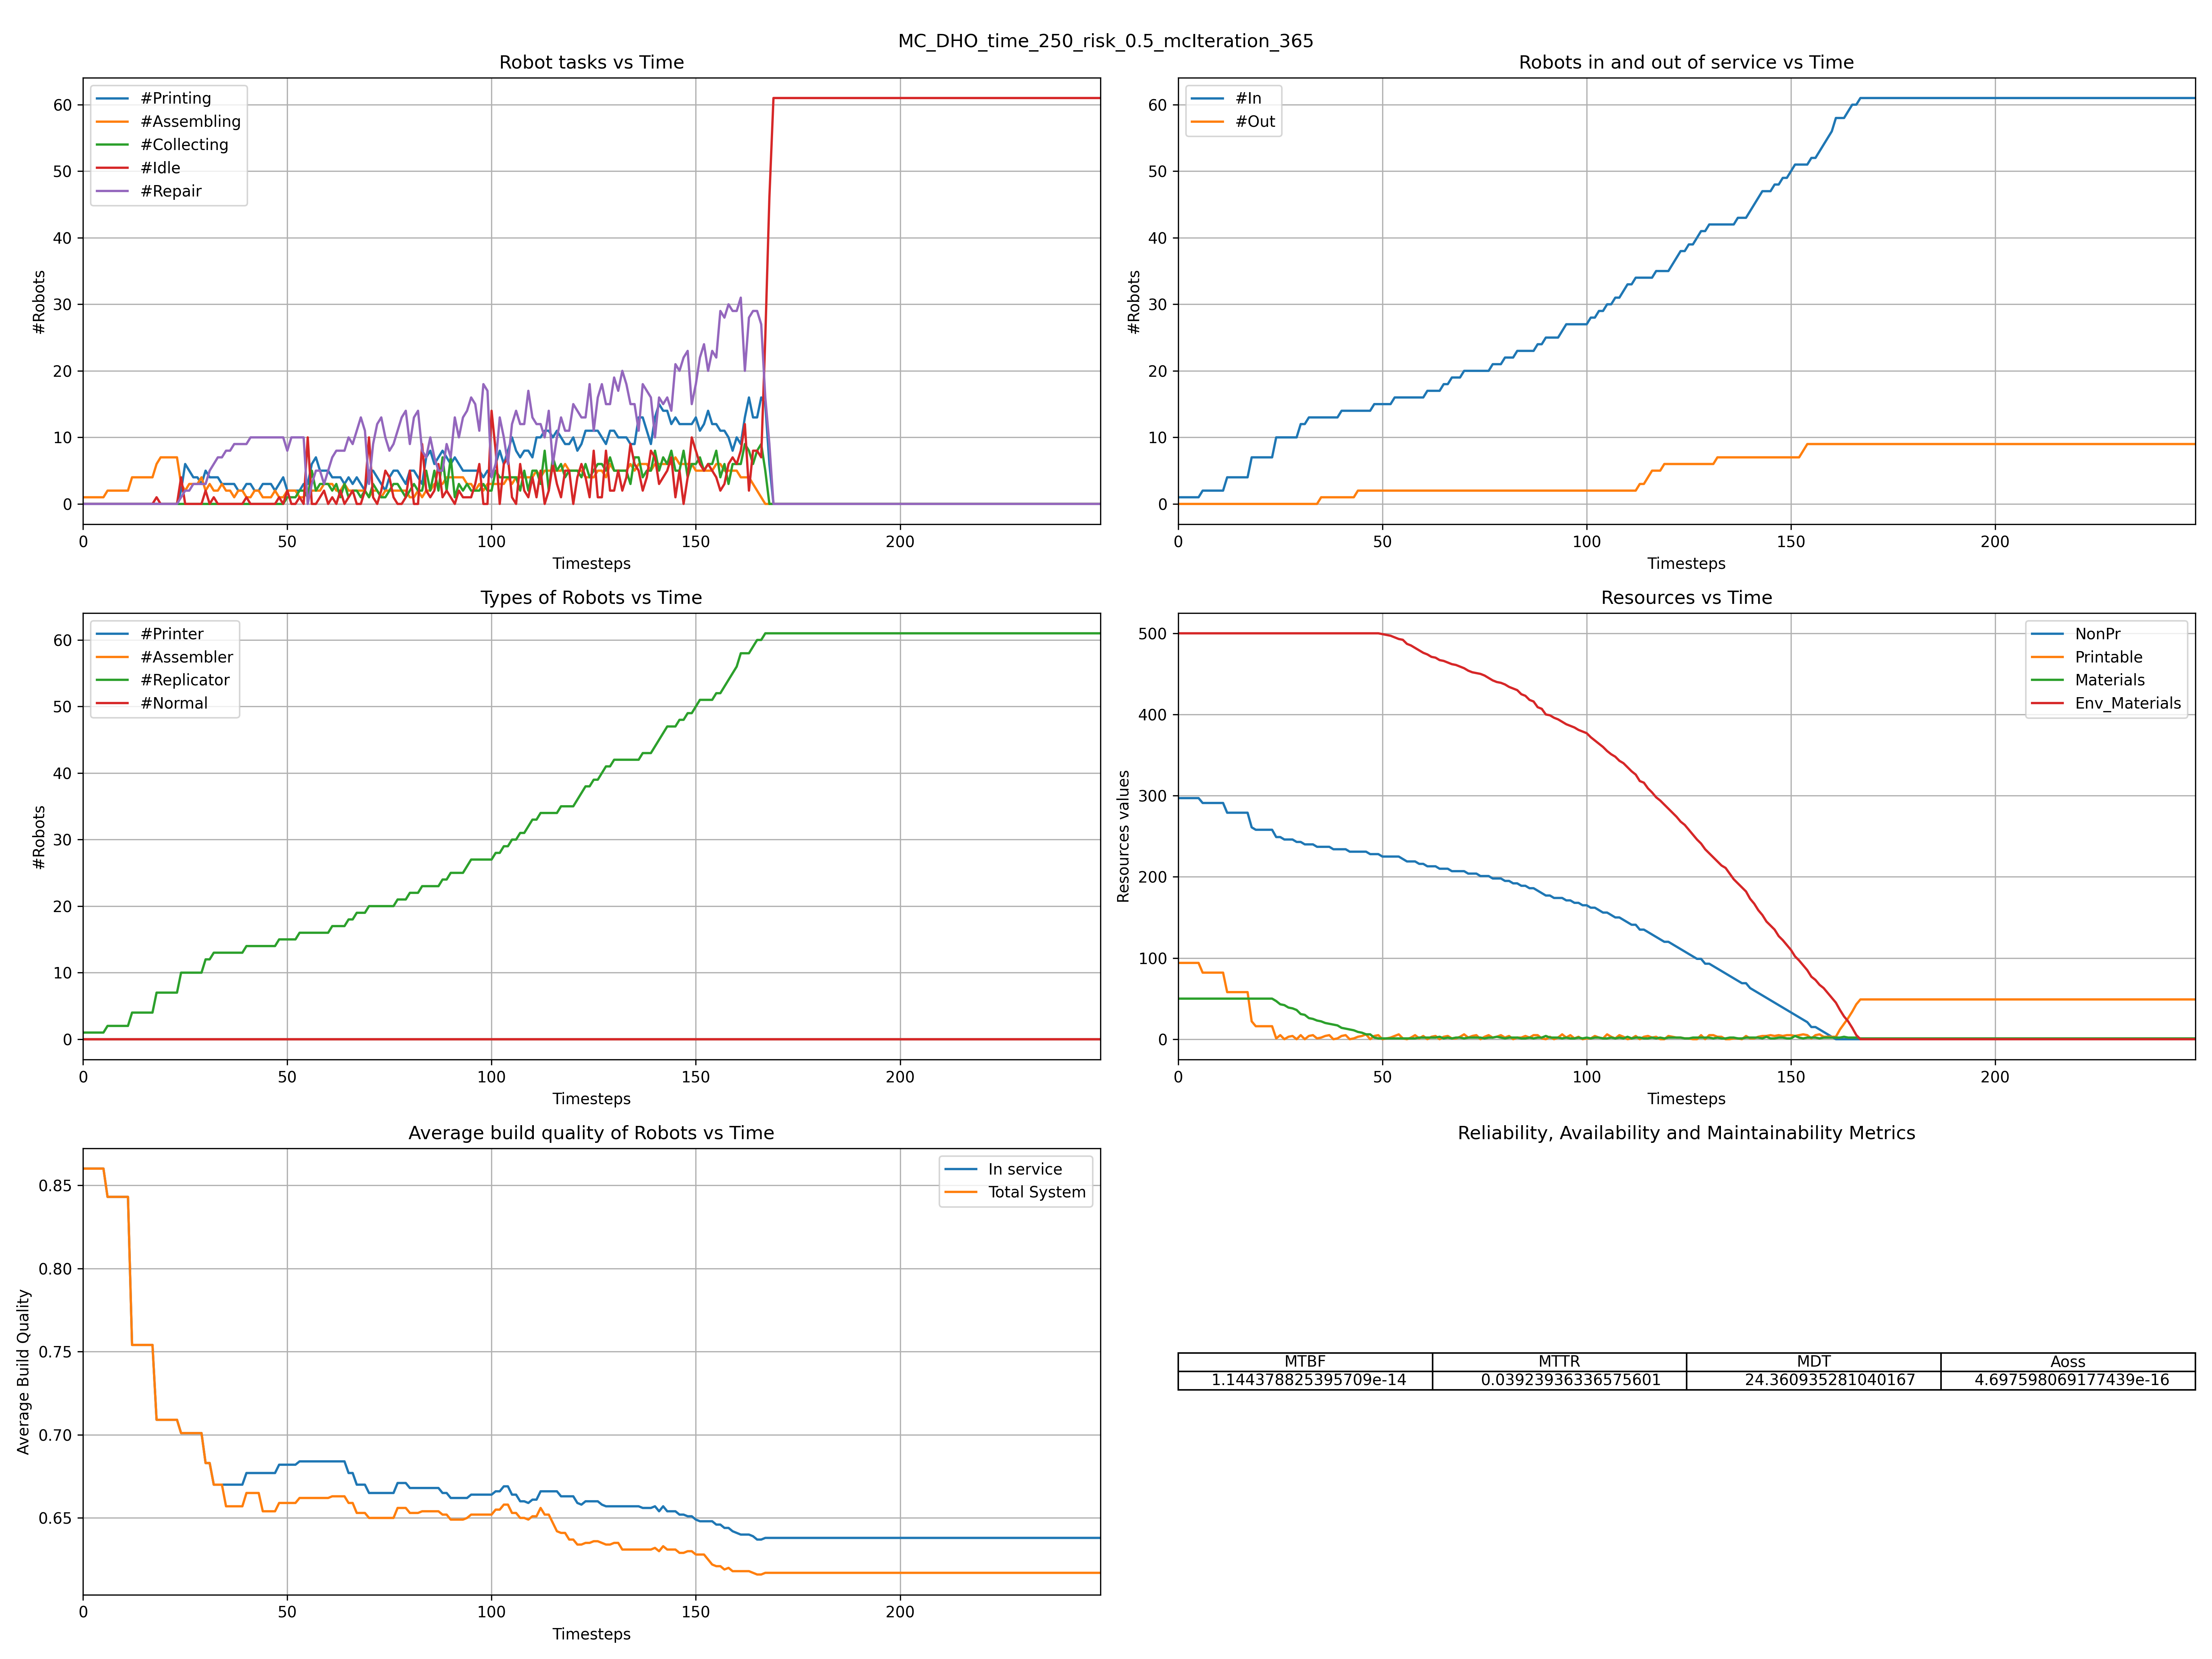 MC_DHO_time_250_risk_0.5_mcIteration_365
Robot tasks vs Time
#Printing
#Assembling
#Collecting
#Idle
#Repair
60
50
40
30
20
10
0
#Robots
0 50 100 150 200
Timesteps
Robots in and out of service vs Time
#In
#Out
60
50
40
30
20
10
0
#Robots
0 50 100 150 200
Timesteps
Types of Robots vs Time
#Printer
#Assembler
#Replicator
#Normal
60
50
40
30
20
10
0
#Robots
0 50 100 150 200
Timesteps
Resources vs Time
NonPr
Printable
Materials
Env_Materials
500
400
300
200
100
0
Resources values
0 50 100 150 200
Timesteps
Average build quality of Robots vs Time
In service
Total System
0.85
0.80
0.75
0.70
0.65
Average Build Quality
0 50 100 150 200
Timesteps
Reliability, Availability and Maintainability Metrics
MTBF MTTR MDT Aoss
1.144378825395709e-14 0.03923936336575601 24.360935281040167 4.697598069177439e-16